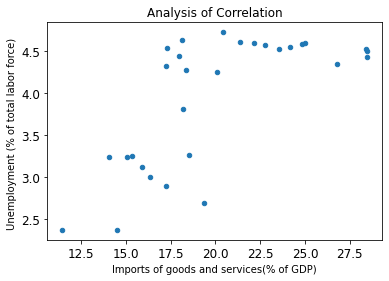 Analysis of Correlation
Unemployment (% of total labor force)
4.5
4.0
3.5
3.0
2.5
12.5 15.0 17.5 20.0 22.5 25.0 27.5
Imports of goods and services(% of GDP)